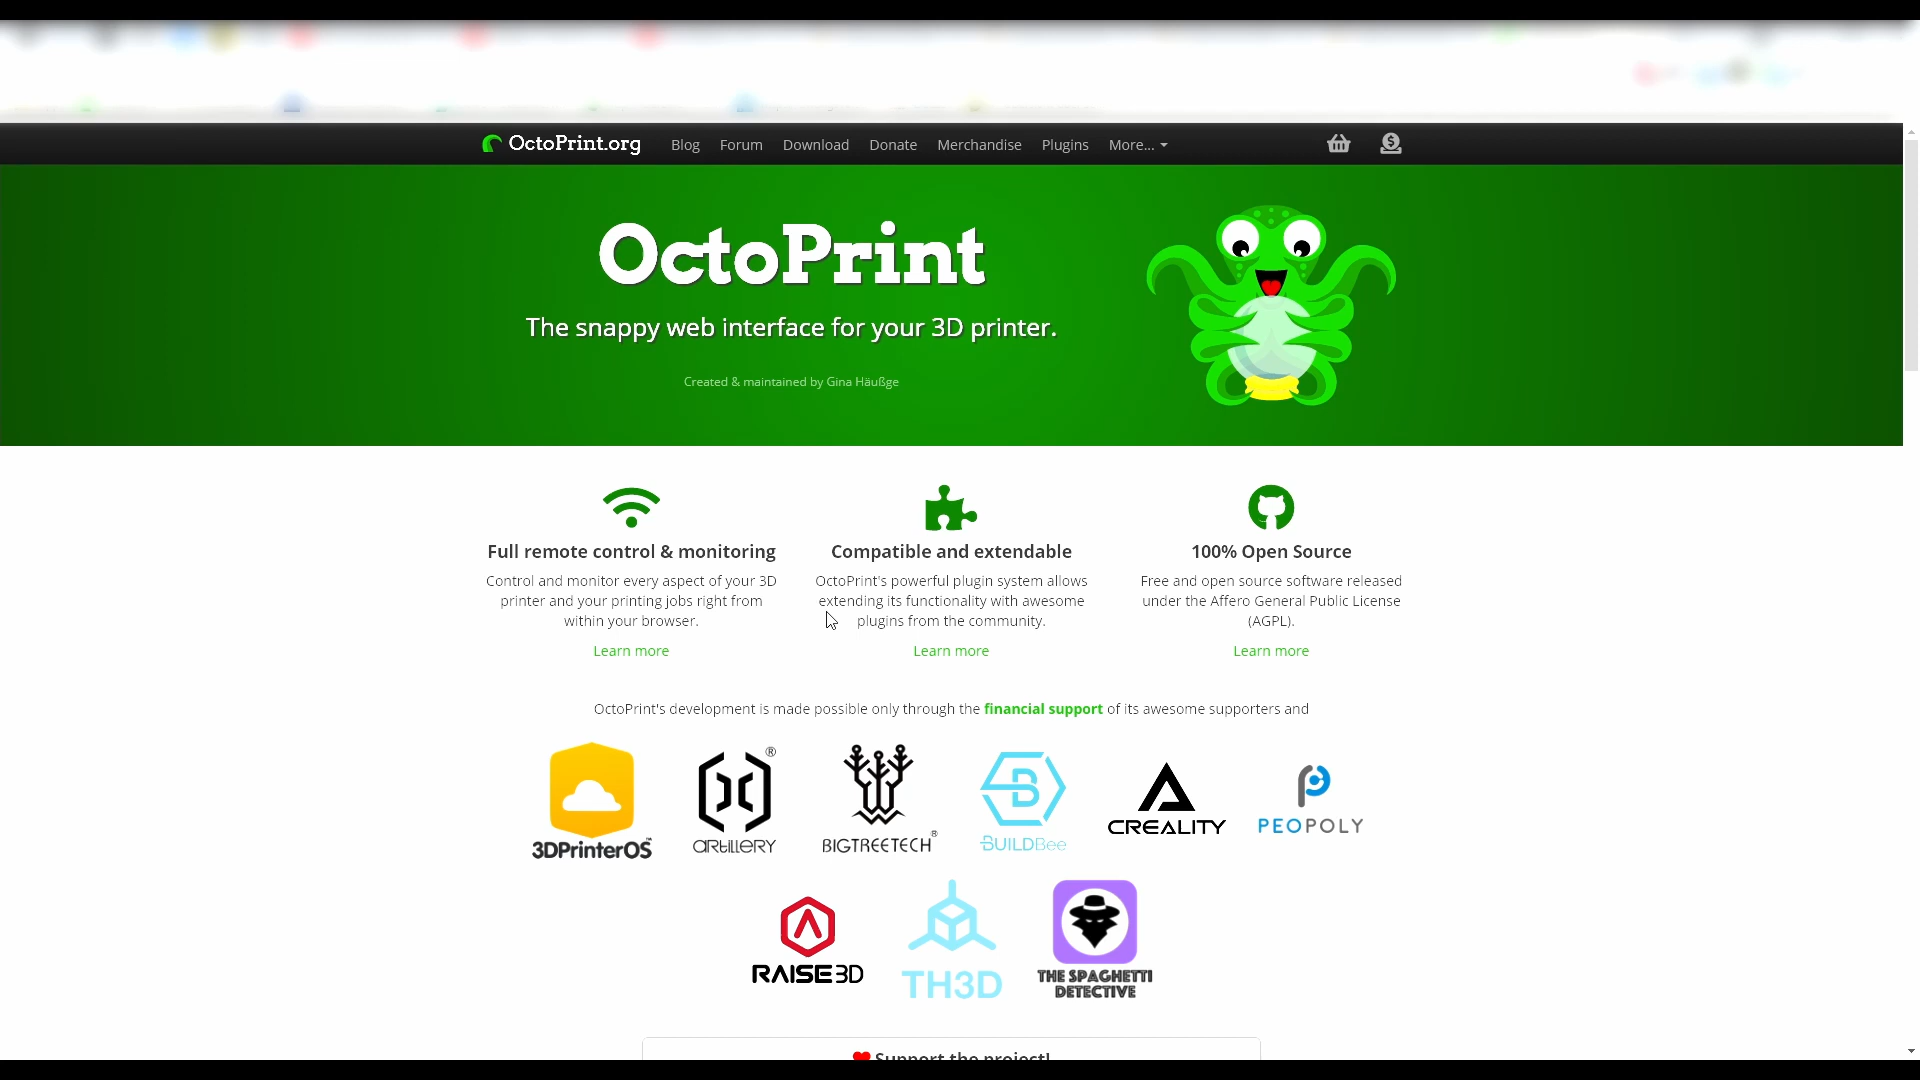 OctoPrint.org Blog Forum Download Donate Merchandise Plugins More...
OctoPrint
The snappy web interface for your 3D printer.
Created & maintained by Gina Häußge
Full remote control & monitoring
Control and monitor every aspect of your 3D
printer and your printing jobs right from
within your browser.
Learn more
Compatible and extendable
OctoPrint's powerful plugin system allows
extending its functionality with awesome
plugins from the community.
Learn more
100% Open Source
Free and open source software released
under the Affero General Public License
(AGPL).
Learn more
OctoPrint's development is made possible only through the financial support of its awesome supporters and
3DPrinterOS™
ARTILLERY ®
BIGTREETECH®
BUILDBee
CREALITY
PEOPOLY
RAISE3D
TH3D
THE SPAGHETTI
DETECTIVE
Support the project!